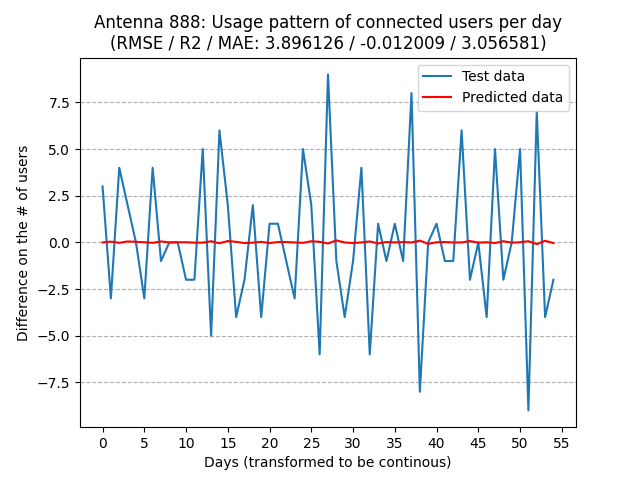 Antenna 888: Usage pattern of connected users per day
(RMSE / R2 / MAE: 3.896126 / -0.012009 / 3.056581)
Test data
Predicted data
Difference on the # of users
7.5
5.0
2.5
0.0
−2.5
−5.0
−7.5
0 5 10 15 20 25 30 35 40 45 50 55
Days (transformed to be continous)